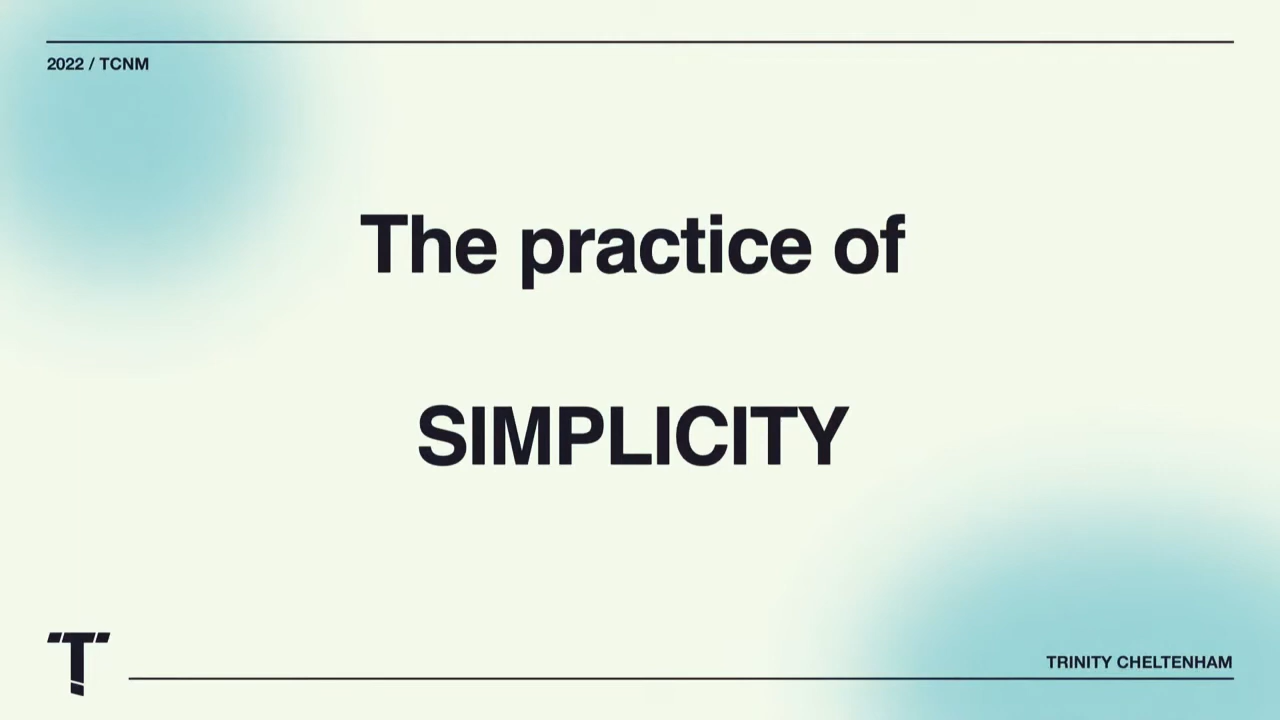 2022 / TCNM
The practice of
SIMPLICITY
T
TRINITY CHELTENHAM